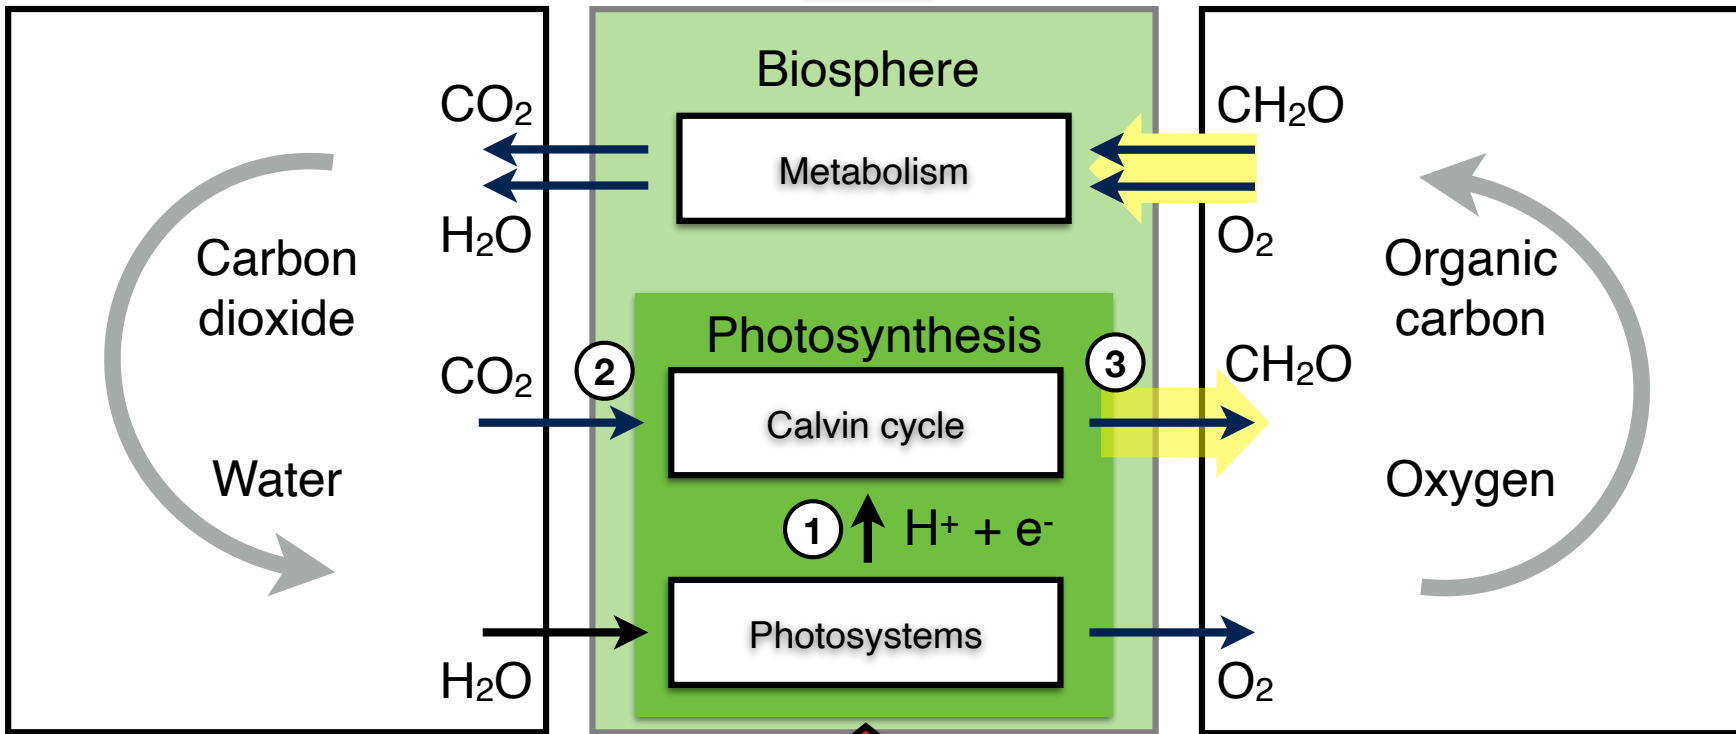 Biosphere
CO₂
CH₂O
Metabolism
H₂O
O₂
Carbon
dioxide
Organic
carbon
Photosynthesis
CO₂
2
3
CH₂O
Calvin cycle
Water
Oxygen
1
H⁺ + e⁻
Photosystems
H₂O
O₂